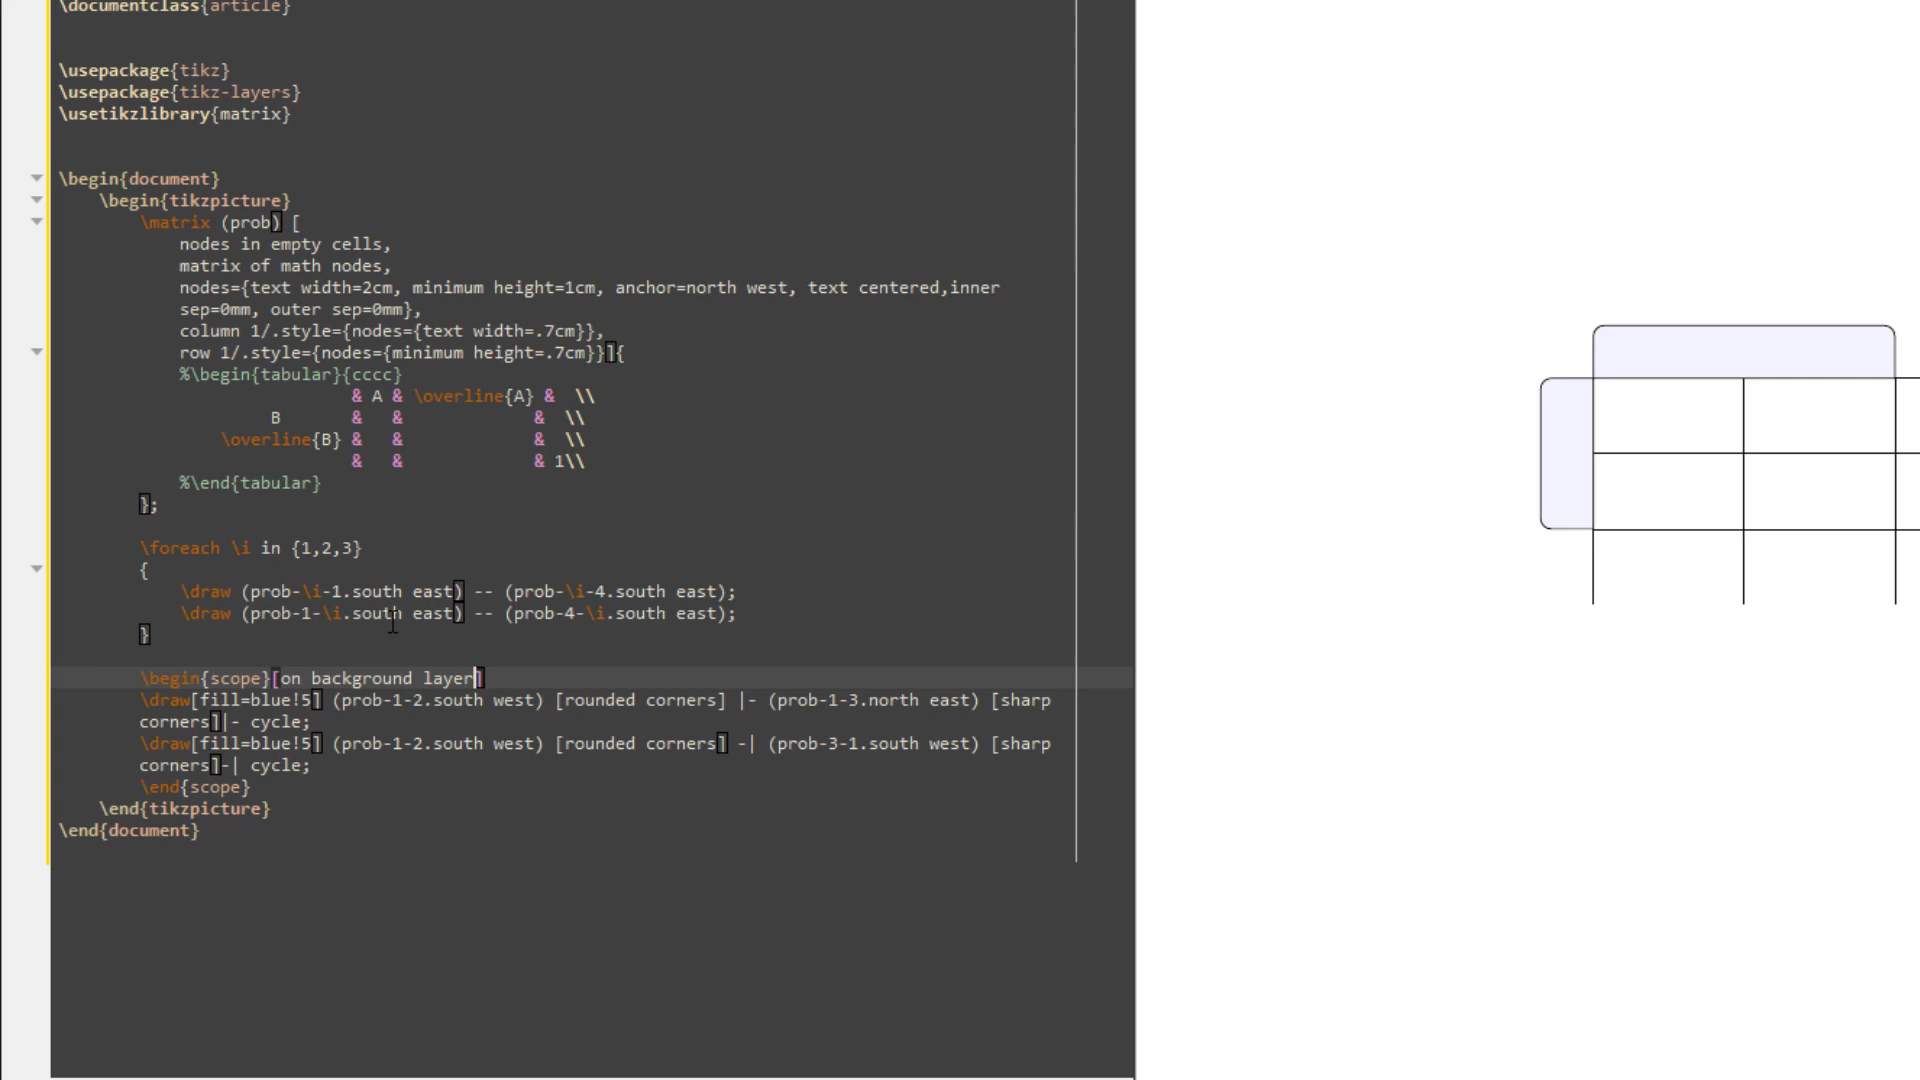 \documentclass{article}
\usepackage{tikz}
\usepackage{tikz-layers}
\usetikzlibrary{matrix}
\begin{document}
\begin{tikzpicture}
\matrix (prob) [
nodes in empty cells,
matrix of math nodes,
nodes={text width=2cm, minimum height=1cm, anchor=north west, text centered,inner
sep=0mm, outer sep=0mm},
column 1/.style={nodes={text width=.7cm}},
row 1/.style={nodes={minimum height=.7cm}}]{
%\begin{tabular}{cccc}
& A & \overline{A} & \\
B & & & \\
\overline{B} & & & \\
& & & 1\\
%\end{tabular}
};
\foreach \i in {1,2,3}
{
\draw (prob-\i-1.south east) -- (prob-\i-4.south east);
\draw (prob-1-\i.south east) -- (prob-4-\i.south east);
}
\begin{scope}[on background layer]
\draw[fill=blue!5] (prob-1-2.south west) [rounded corners] |- (prob-1-3.north east) [sharp
corners]|- cycle;
\draw[fill=blue!5] (prob-1-2.south west) [rounded corners] -| (prob-3-1.south west) [sharp
corners]-| cycle;
\end{scope}
\end{tikzpicture}
\end{document}